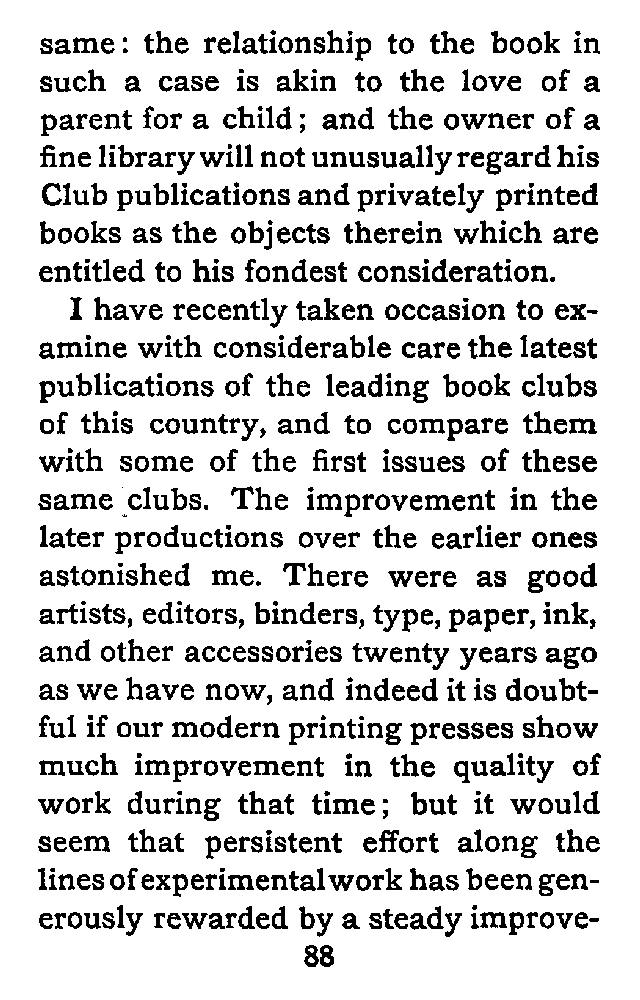 same: the relationship to the book in
such a case is akin to the love of a
parent for a child; and the owner of a
fine library will not unusually regard his
Club publications and privately printed
books as the objects therein which are
entitled to his fondest consideration.
I have recently taken occasion to ex-
amine with considerable care the latest
publications of the leading book clubs
of this country, and to compare them
with some of the first issues of these
same clubs. The improvement in the
later productions over the earlier ones
astonished me. There were as good
artists, editors, binders, type, paper, ink,
and other accessories twenty years ago
as we have now, and indeed it is doubt-
ful if our modern printing presses show
much improvement in the quality of
work during that time; but it would
seem that persistent effort along the
lines of experimental work has been gen-
erously rewarded by a steady improve-
88